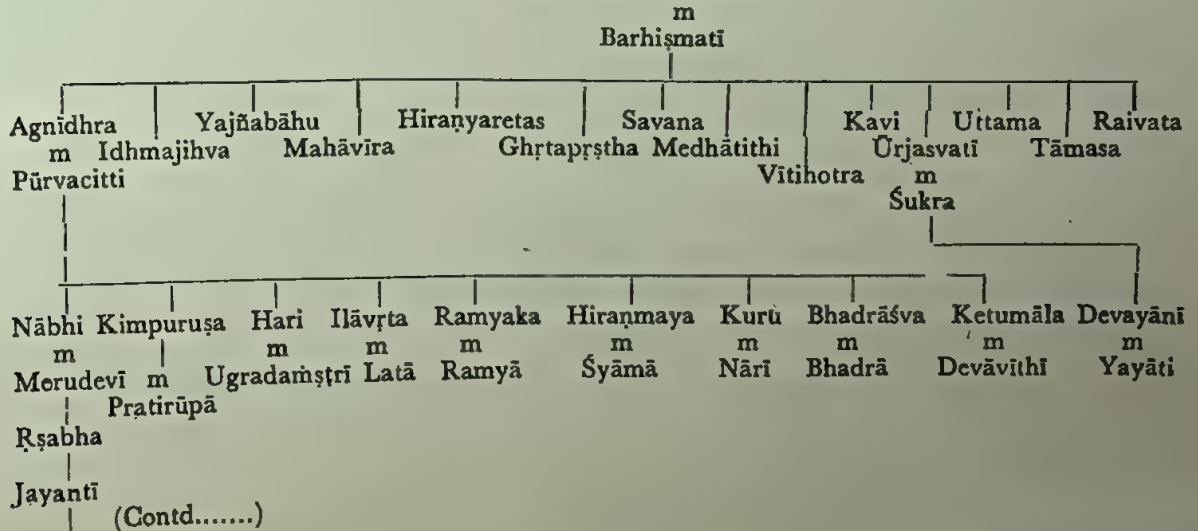 m
Barhiṣmatī
Agnīdhra Yajñabāhu Hiraṇyaretas Savana Kavi Uttama Raivata
m Idhmajihva Mahāvīra Ghṛtapṛṣtha Medhātithi Ūrjasvatī Tāmasa
Pūrvacitti Vītihotra m
Śukra
Nābhi Kimpuruṣa Hari Ilāvṛta Ramyaka Hiraṇmaya Kuru Bhadrāśva Ketumāla Devayānī
m m m m m m m m m
Merudevī m Ugradaṁṣṭrī Latā Ramyā Śyāmā Nārī Bhadrā Devāvīthī Yayāti
Pratirūpā
Ṛṣabha
Jayantī
(Contd.......)